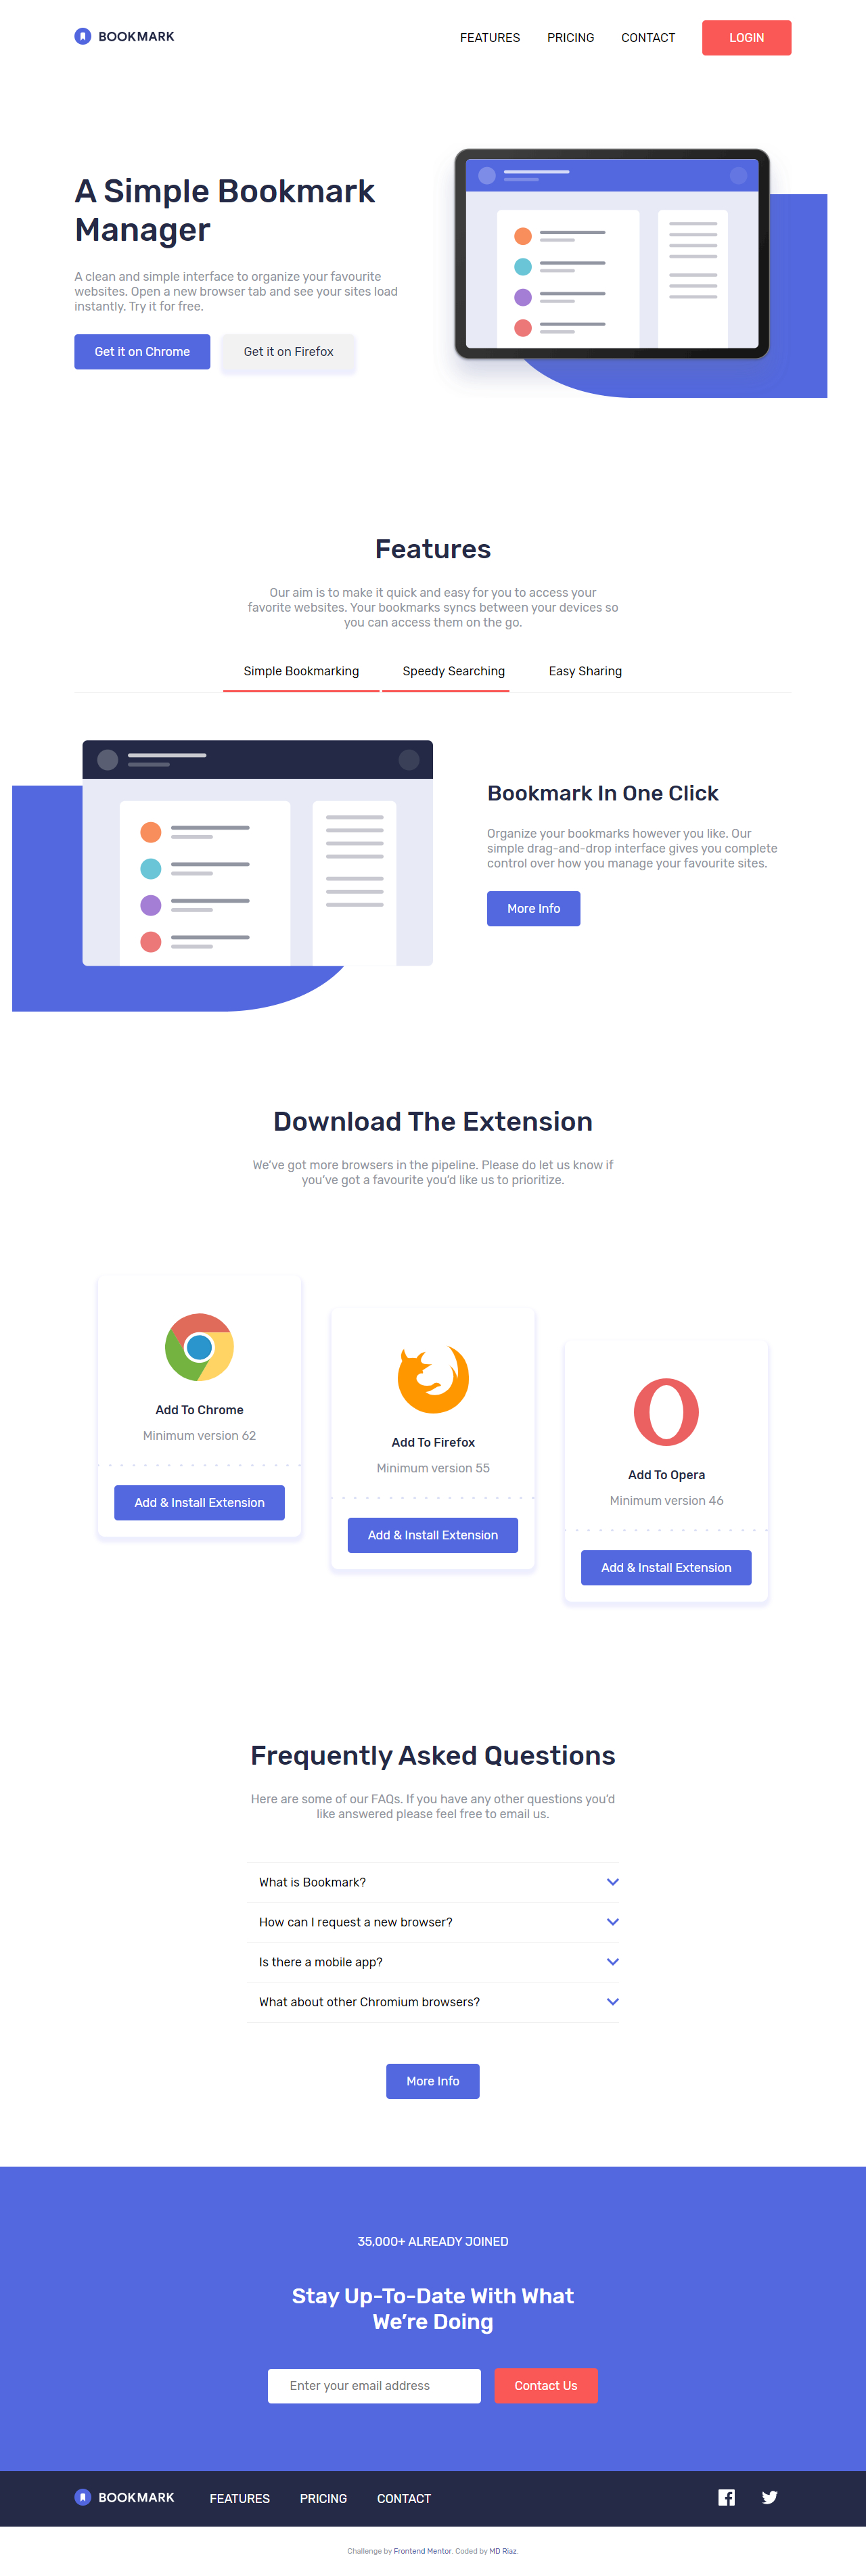 BOOKMARK
FEATURES PRICING CONTACT LOGIN
A Simple Bookmark
Manager
A clean and simple interface to organize your favourite
websites. Open a new browser tab and see your sites load
instantly. Try it for free.
Get it on Chrome Get it on Firefox
Features
Our aim is to make it quick and easy for you to access your
favorite websites. Your bookmarks syncs between your devices so
you can access them on the go.
Simple Bookmarking Speedy Searching Easy Sharing
Bookmark In One Click
Organize your bookmarks however you like. Our
simple drag-and-drop interface gives you complete
control over how you manage your favourite sites.
More Info
Download The Extension
We've got more browsers in the pipeline. Please do let us know if
you've got a favourite you'd like us to prioritize.
Add To Chrome
Minimum version 62
Add & Install Extension
Add To Firefox
Minimum version 55
Add & Install Extension
Add To Opera
Minimum version 46
Add & Install Extension
Frequently Asked Questions
Here are some of our FAQs. If you have any other questions you'd
like answered please feel free to email us.
What is Bookmark?
How can I request a new browser?
Is there a mobile app?
What about other Chromium browsers?
More Info
35,000+ ALREADY JOINED
Stay Up-To-Date With What
We're Doing
Enter your email address Contact Us
BOOKMARK FEATURES PRICING CONTACT
Challenge by Frontend Mentor. Coded by MD Riaz.